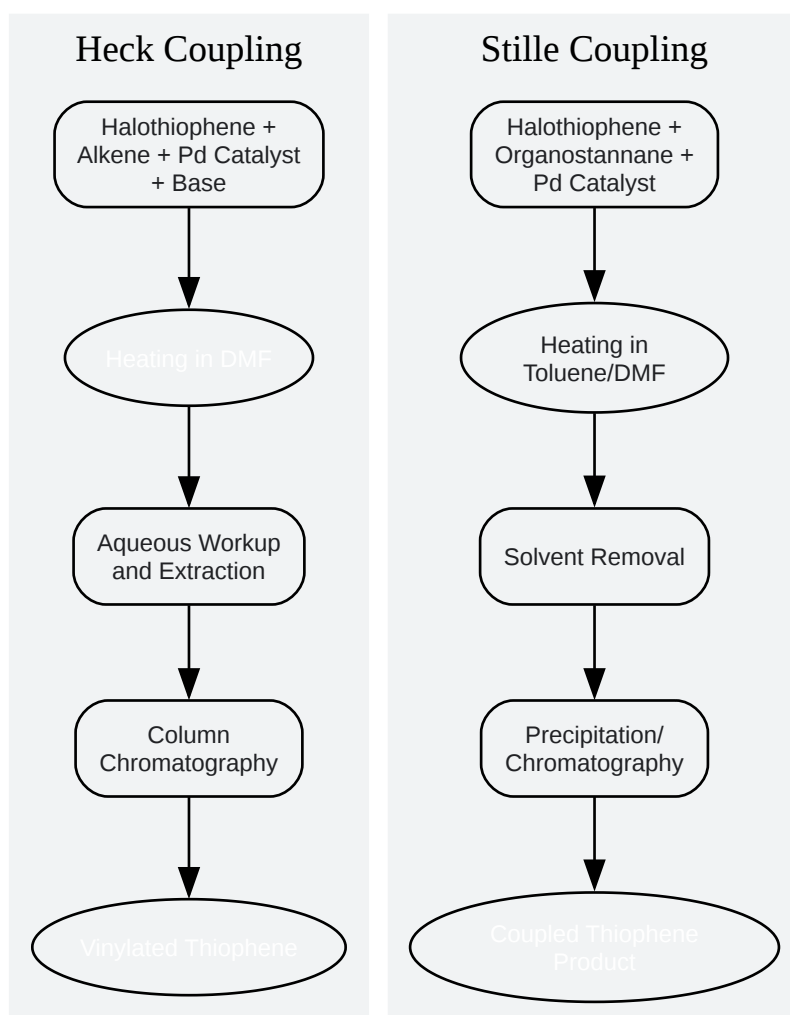 Heck Coupling
Halothiophene +
Alkene + Pd Catalyst
+ Base
Heating in DMF
Aqueous Workup
and Extraction
Column
Chromatography
Vinylated Thiophene
Stille Coupling
Halothiophene +
Organostannane +
Pd Catalyst
Heating in
Toluene/DMF
Solvent Removal
Precipitation/
Chromatography
Coupled Thiophene
Product